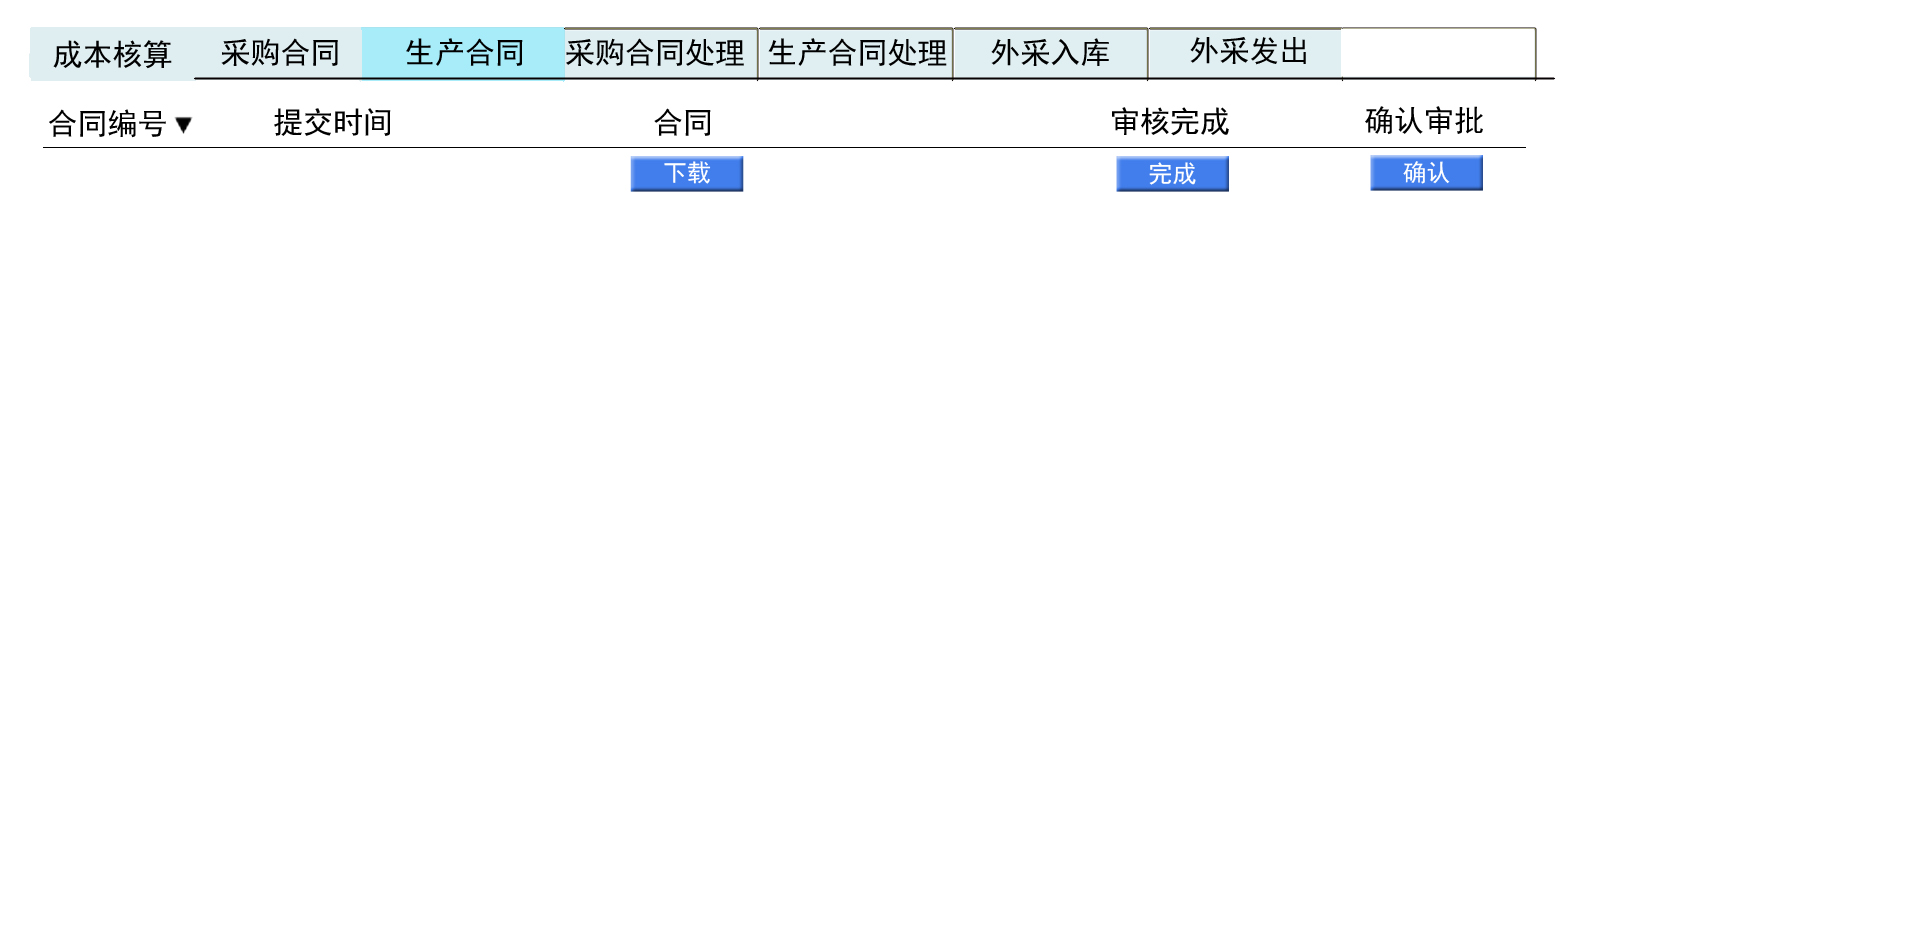 成本核算 采购合同 生产合同 采购合同处理 生产合同处理 外采入库 外采发出
合同编号▼ 提交时间 合同 审核完成 确认审批
下载 完成 确认